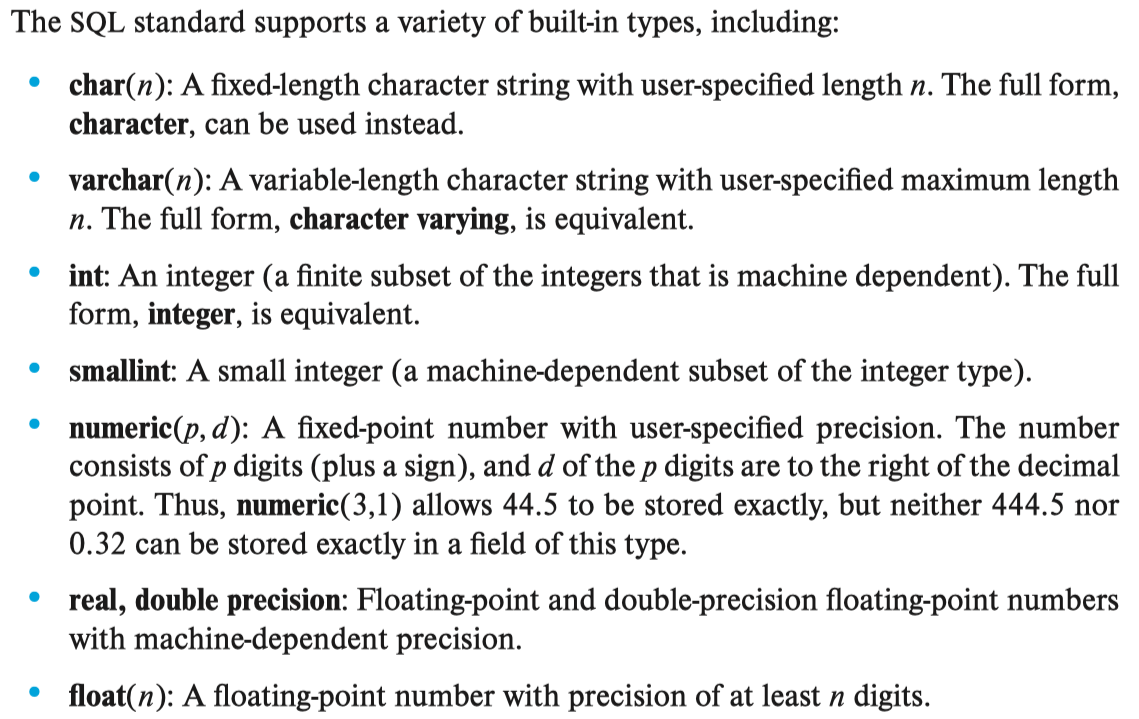 The SQL standard supports a variety of built-in types, including:
• char(n): A fixed-length character string with user-specified length n. The full form,
character, can be used instead.
• varchar(n): A variable-length character string with user-specified maximum length
n. The full form, character varying, is equivalent.
• int: An integer (a finite subset of the integers that is machine dependent). The full
form, integer, is equivalent.
• smallint: A small integer (a machine-dependent subset of the integer type).
• numeric(p, d): A fixed-point number with user-specified precision. The number
consists of p digits (plus a sign), and d of the p digits are to the right of the decimal
point. Thus, numeric(3,1) allows 44.5 to be stored exactly, but neither 444.5 nor
0.32 can be stored exactly in a field of this type.
• real, double precision: Floating-point and double-precision floating-point numbers
with machine-dependent precision.
• float(n): A floating-point number with precision of at least n digits.